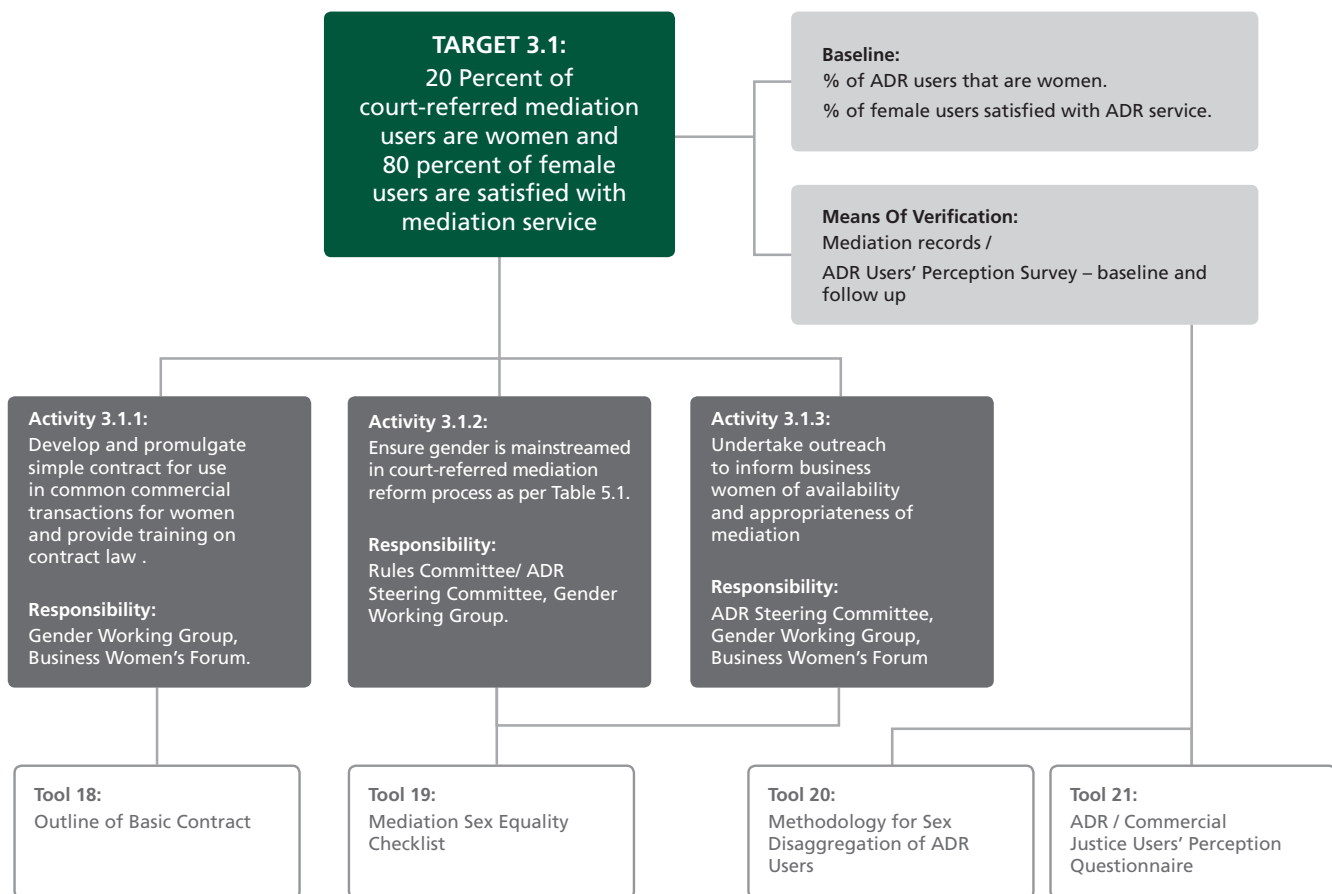 TARGET 3.1:
20 Percent of
court-referred mediation
users are women and
80 percent of female
users are satisfied with
mediation service
Baseline:
% of ADR users that are women.
% of female users satisfied with ADR service.
Means Of Verification:
Mediation records /
ADR Users’ Perception Survey – baseline and
follow up
Activity 3.1.1:
Develop and promulgate
simple contract for use
in common commercial
transactions for women
and provide training on
contract law .
Responsibility:
Gender Working Group,
Business Women’s Forum.
Activity 3.1.2:
Ensure gender is mainstreamed
in court-referred mediation
reform process as per Table 5.1.
Responsibility:
Rules Committee/ ADR
Steering Committee, Gender
Working Group.
Activity 3.1.3:
Undertake outreach
to inform business
women of availability
and appropriateness of
mediation
Responsibility:
ADR Steering Committee,
Gender Working Group,
Business Women’s Forum
Tool 18:
Outline of Basic Contract
Tool 19:
Mediation Sex Equality
Checklist
Tool 20:
Methodology for Sex
Disaggregation of ADR
Users
Tool 21:
ADR / Commercial
Justice Users’ Perception
Questionnaire